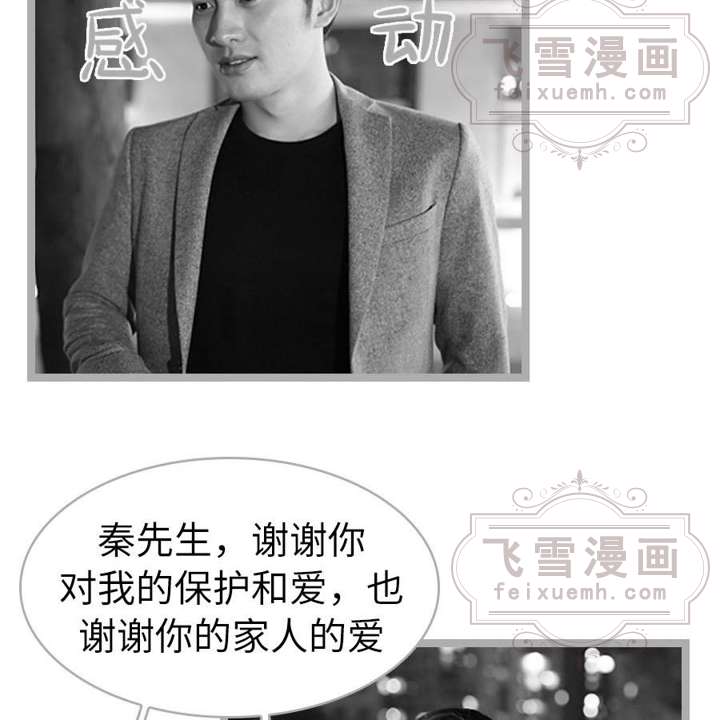 感 动
飞雪漫画
feixuemh.com
秦先生，谢谢你
对我的保护和爱，也
谢谢你的家人的爱
飞雪漫画
feixuemh.com